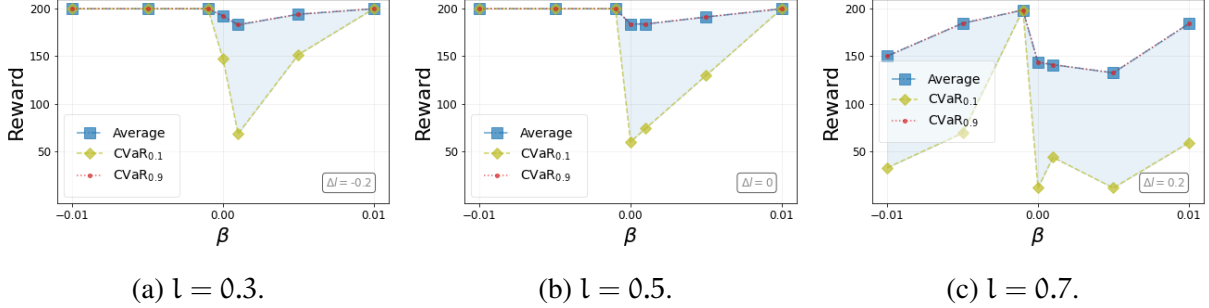 200
150
100
50
Reward
Average
CVaR0.1
CVaR0.9
Δl = -0.2
−0.01
0.00
0.01
β
(a) l = 0.3.
200
150
100
50
Reward
Average
CVaR0.1
CVaR0.9
Δl = 0
−0.01
0.00
0.01
β
(b) l = 0.5.
200
150
100
50
Reward
Average
CVaR0.1
CVaR0.9
Δl = 0.2
−0.01
0.00
0.01
β
(c) l = 0.7.